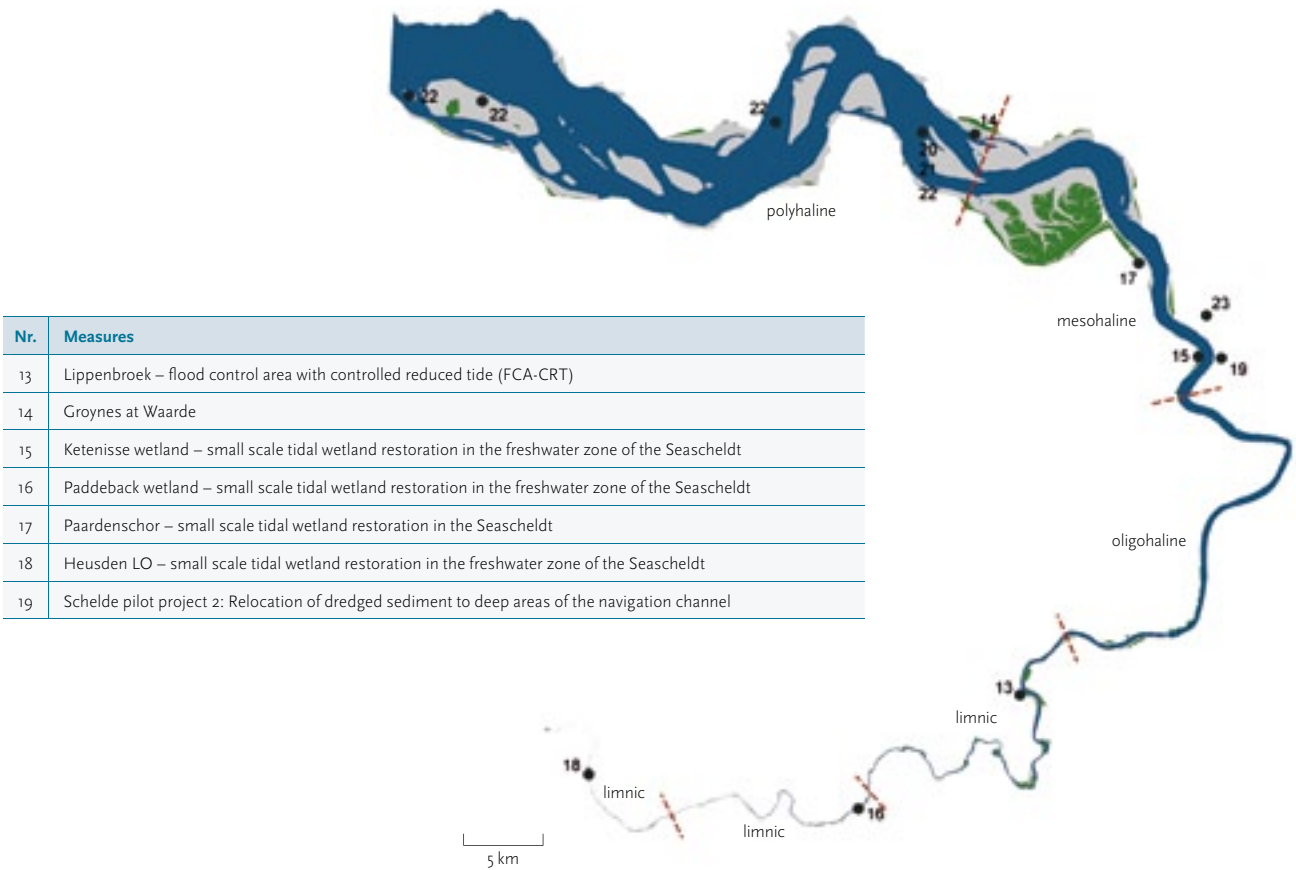 22
22
22
14
20
21
22
polyhaline
17
23
mesohaline
15
19
Nr. Measures
13 Lippenbroek – flood control area with controlled reduced tide (FCA-CRT)
14 Groynes at Waarde
15 Ketenisse wetland – small scale tidal wetland restoration in the freshwater zone of the Seascheldt
16 Paddeback wetland – small scale tidal wetland restoration in the freshwater zone of the Seascheldt
17 Paardenschor – small scale tidal wetland restoration in the Seascheldt
18 Heusden LO – small scale tidal wetland restoration in the freshwater zone of the Seascheldt
19 Schelde pilot project 2: Relocation of dredged sediment to deep areas of the navigation channel
oligohaline
13
limnic
18
limnic
16
limnic
5 km